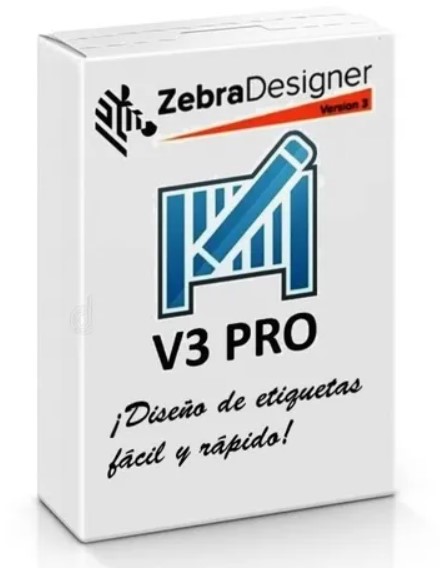 ZebraDesigner
Version 3
V3 PRO
¡Diseño de etiquetas
fácil y rápido!